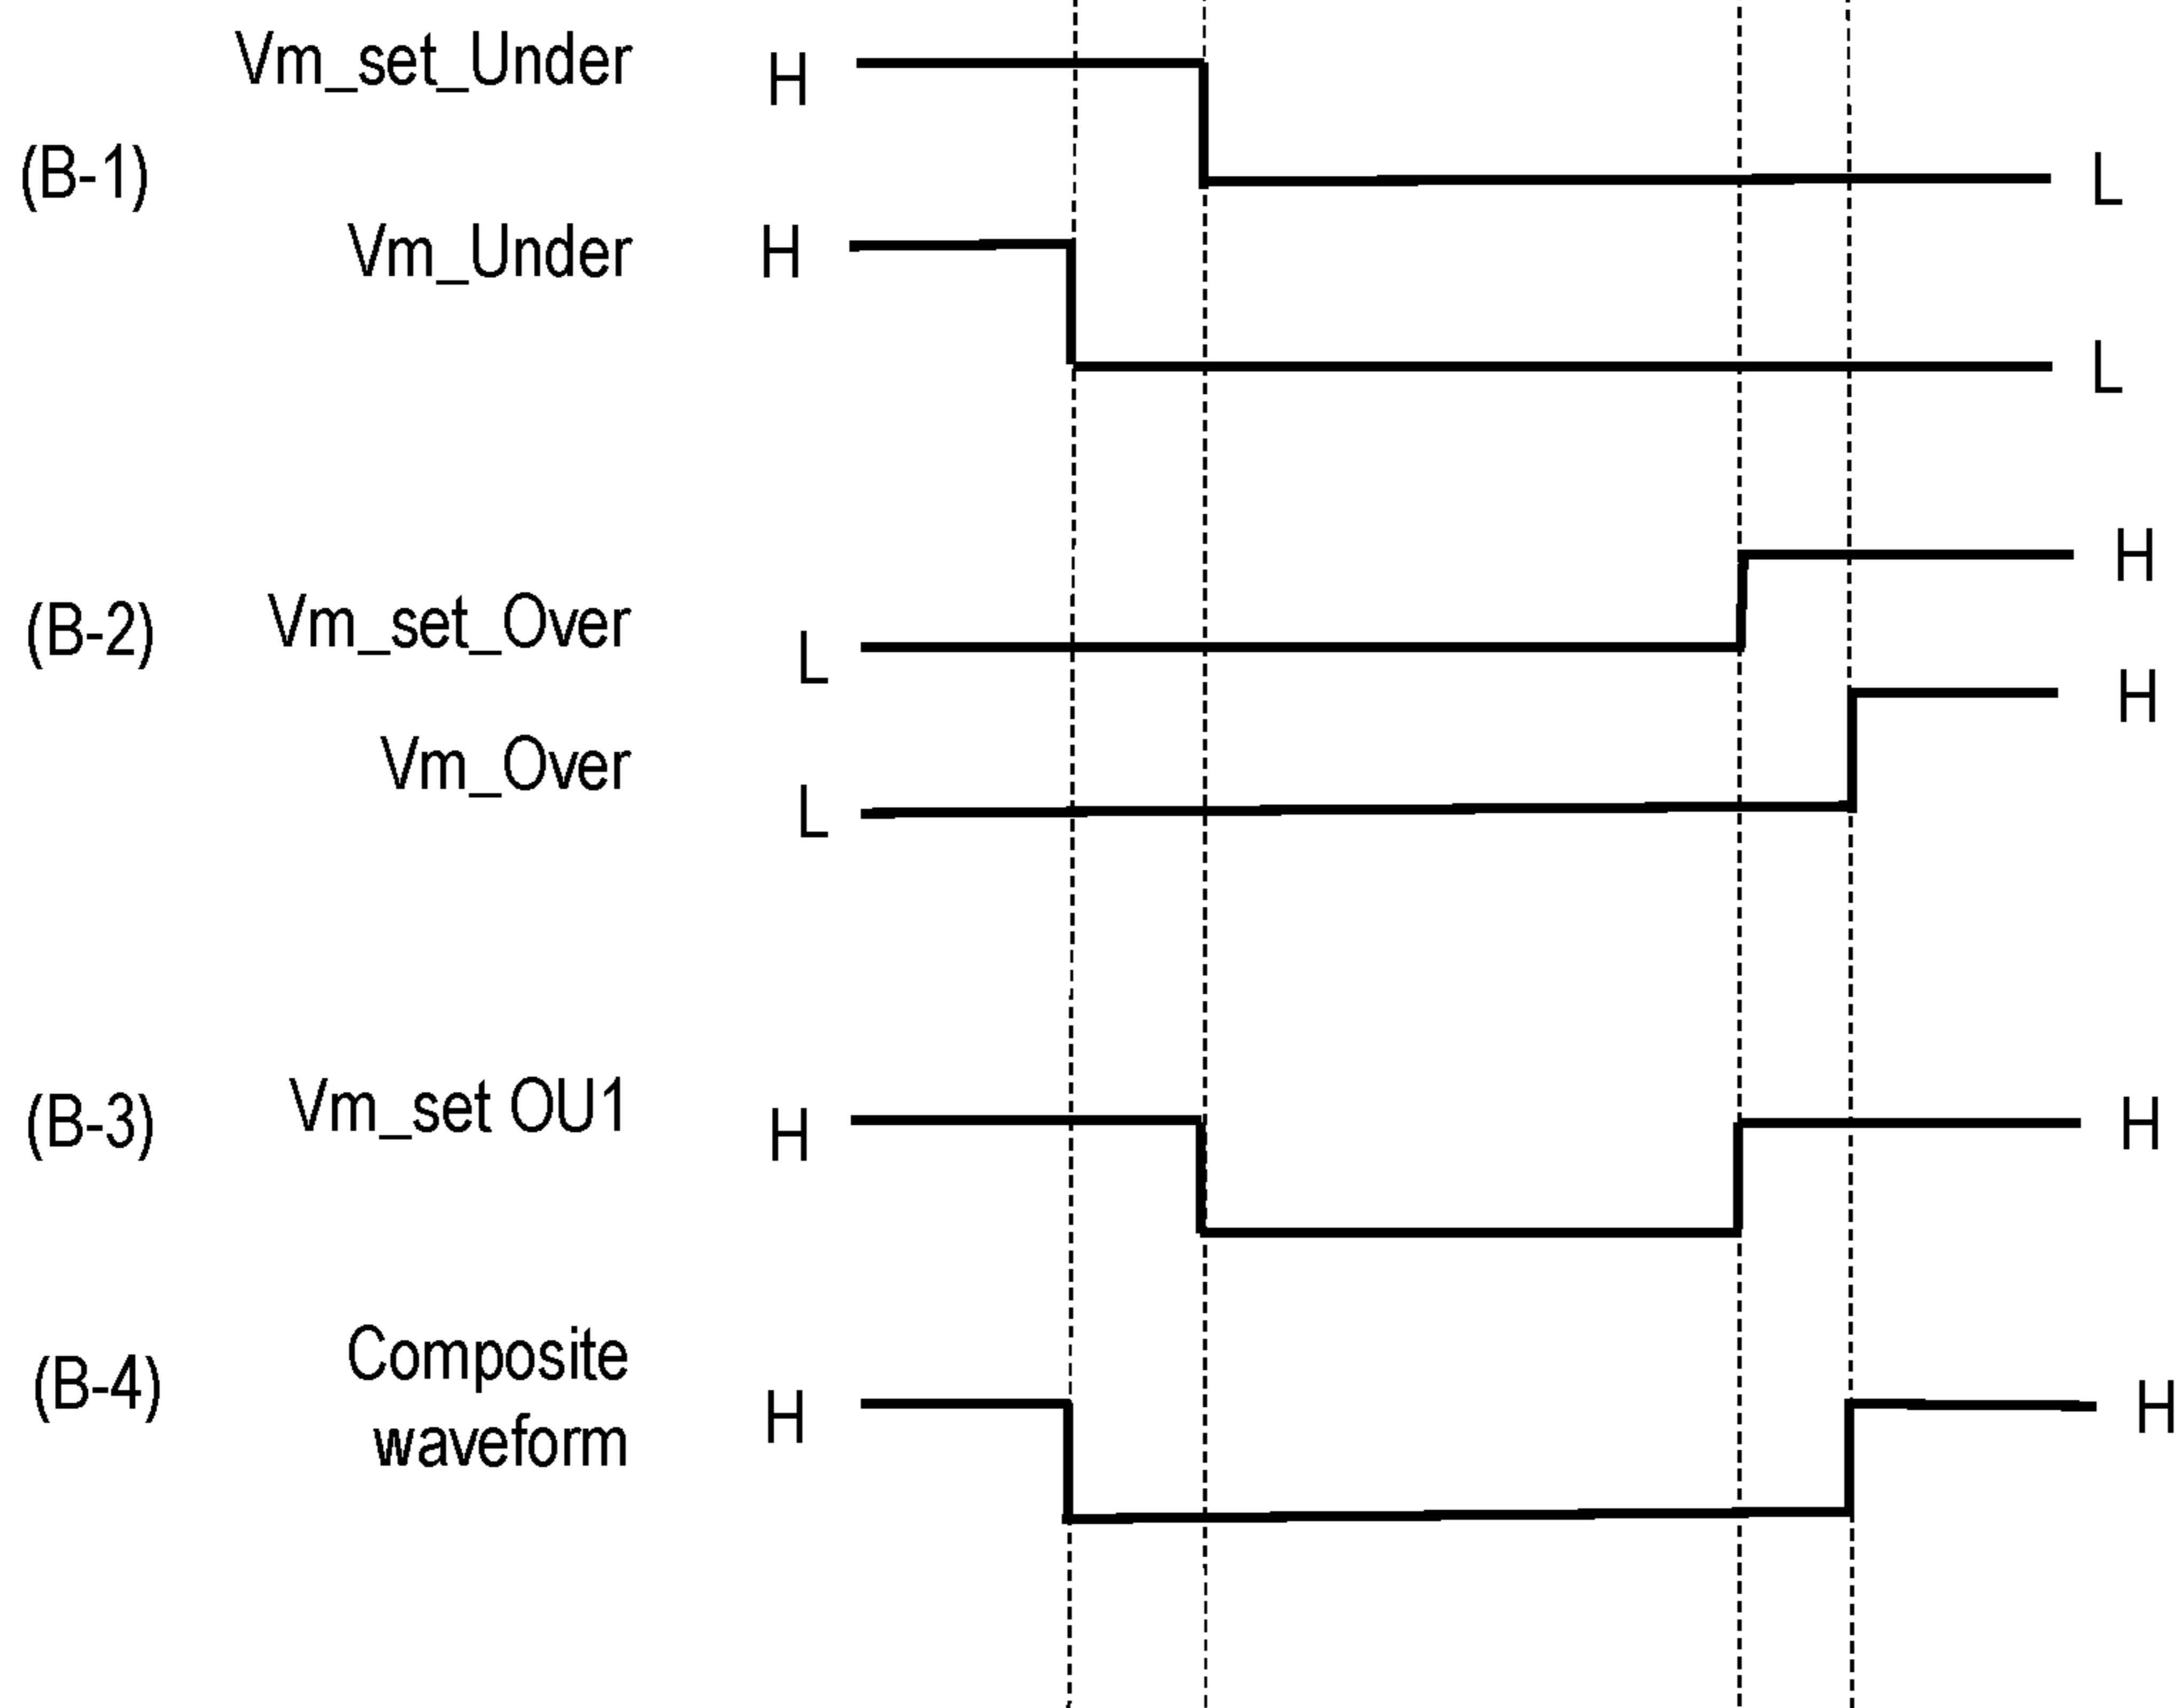 Vm_set_Under H
(B-1) L
Vm_Under H
L
H
(B-2) Vm_set_Over L
H
Vm_Over L
(B-3) Vm_set OU1 H H
Composite
(B-4) H H
waveform